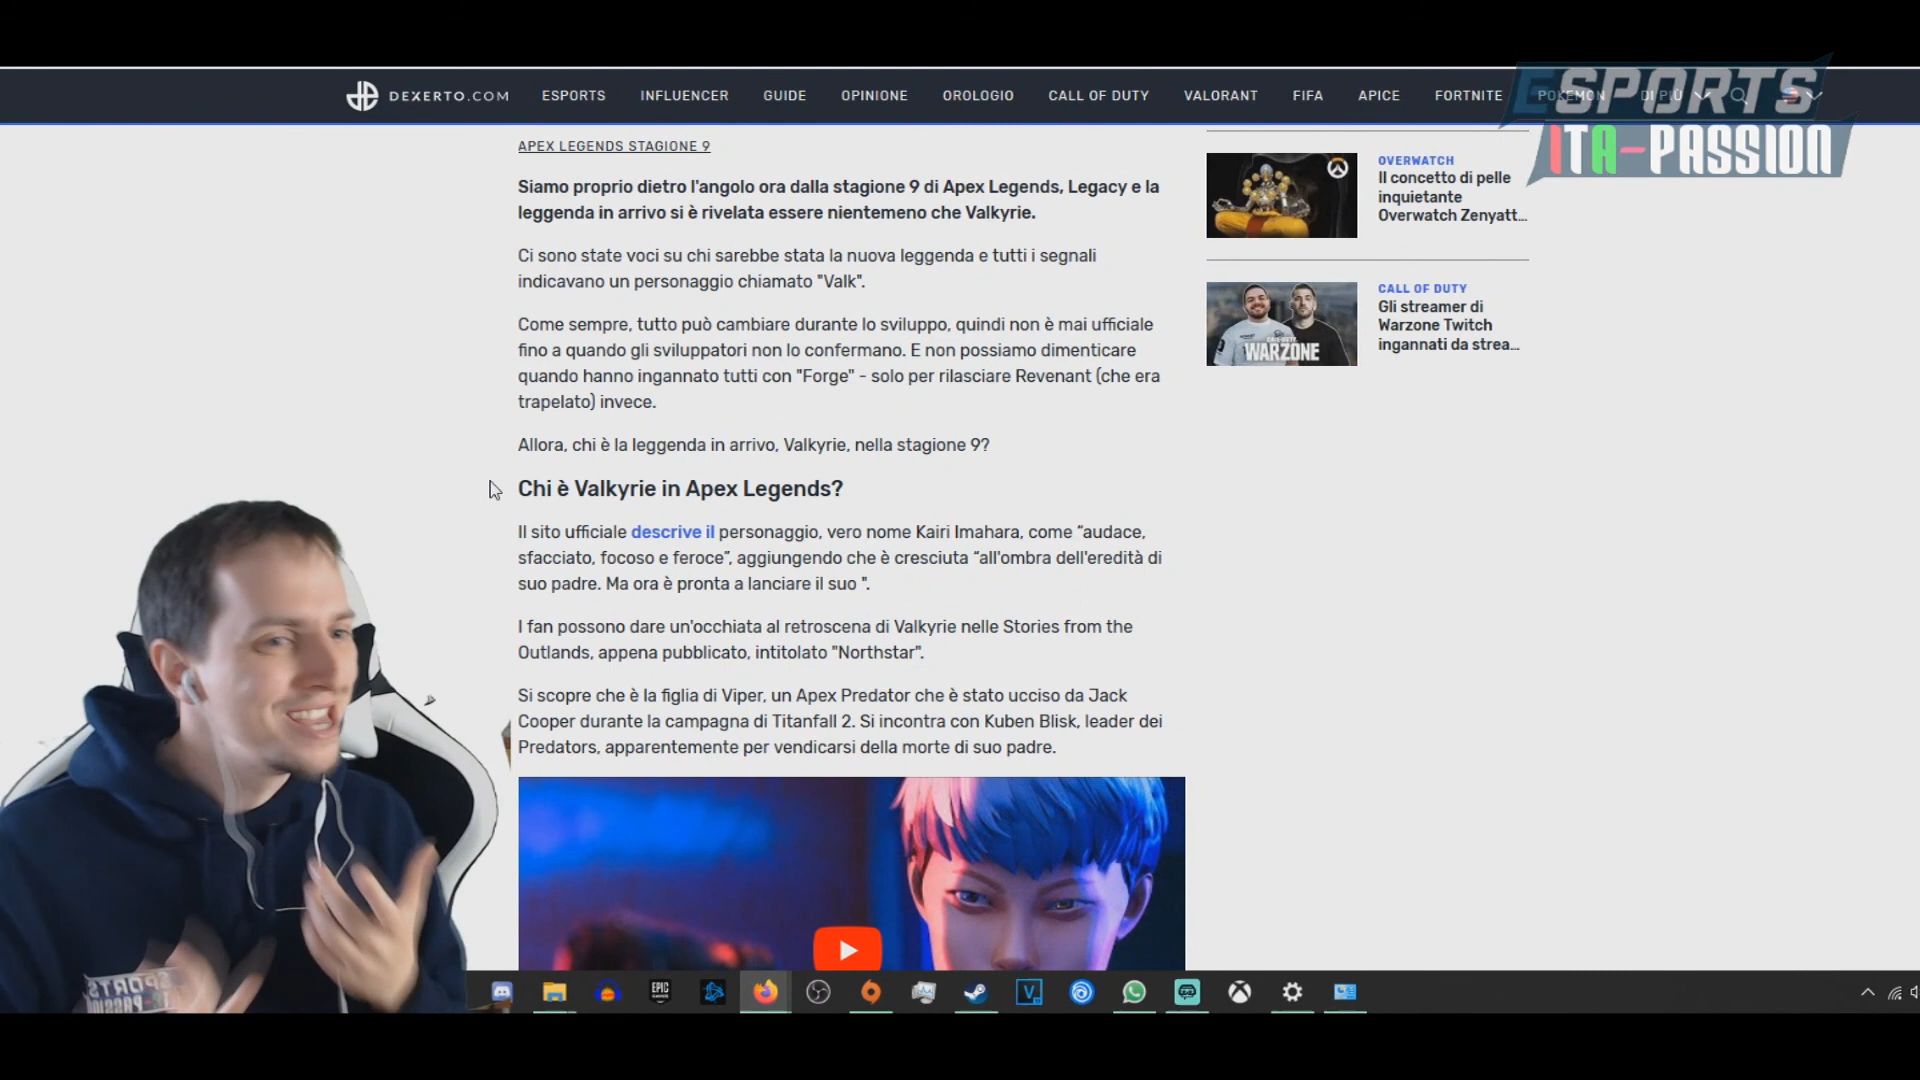 DEXERTO.COM
ESPORTS
INFLUENCER
GUIDE
OPINIONE
OROLOGIO
CALL OF DUTY
VALORANT
FIFA
APICE
FORTNITE
POKEMON
DI PIÙ
ESPORTS
ITA-PASSION
APEX LEGENDS STAGIONE 9
Siamo proprio dietro l'angolo ora dalla stagione 9 di Apex Legends, Legacy e la
leggenda in arrivo si è rivelata essere nientemeno che Valkyrie.
Ci sono state voci su chi sarebbe stata la nuova leggenda e tutti i segnali
indicavano un personaggio chiamato "Valk".
Come sempre, tutto può cambiare durante lo sviluppo, quindi non è mai ufficiale
fino a quando gli sviluppatori non lo confermano. E non possiamo dimenticare
quando hanno ingannato tutti con "Forge" - solo per rilasciare Revenant (che era
trapelato) invece.
Allora, chi è la leggenda in arrivo, Valkyrie, nella stagione 9?
Chi è Valkyrie in Apex Legends?
Il sito ufficiale descrive il personaggio, vero nome Kairi Imahara, come “audace,
sfacciato, focoso e feroce”, aggiungendo che è cresciuta “all'ombra dell'eredità di
suo padre. Ma ora è pronta a lanciare il suo ".
I fan possono dare un'occhiata al retroscena di Valkyrie nelle Stories from the
Outlands, appena pubblicato, intitolato "Northstar".
Si scopre che è la figlia di Viper, un Apex Predator che è stato ucciso da Jack
Cooper durante la campagna di Titanfall 2. Si incontra con Kuben Blisk, leader dei
Predators, apparentemente per vendicarsi della morte di suo padre.
OVERWATCH
Il concetto di pelle
inquietante
Overwatch Zenyatt...
CALL OF DUTY
Gli streamer di
Warzone Twitch
ingannati da strea...
CALL OF DUTY
WARZONE
EPIC
GAMES
V
ESPORTS
ITA-PASSION